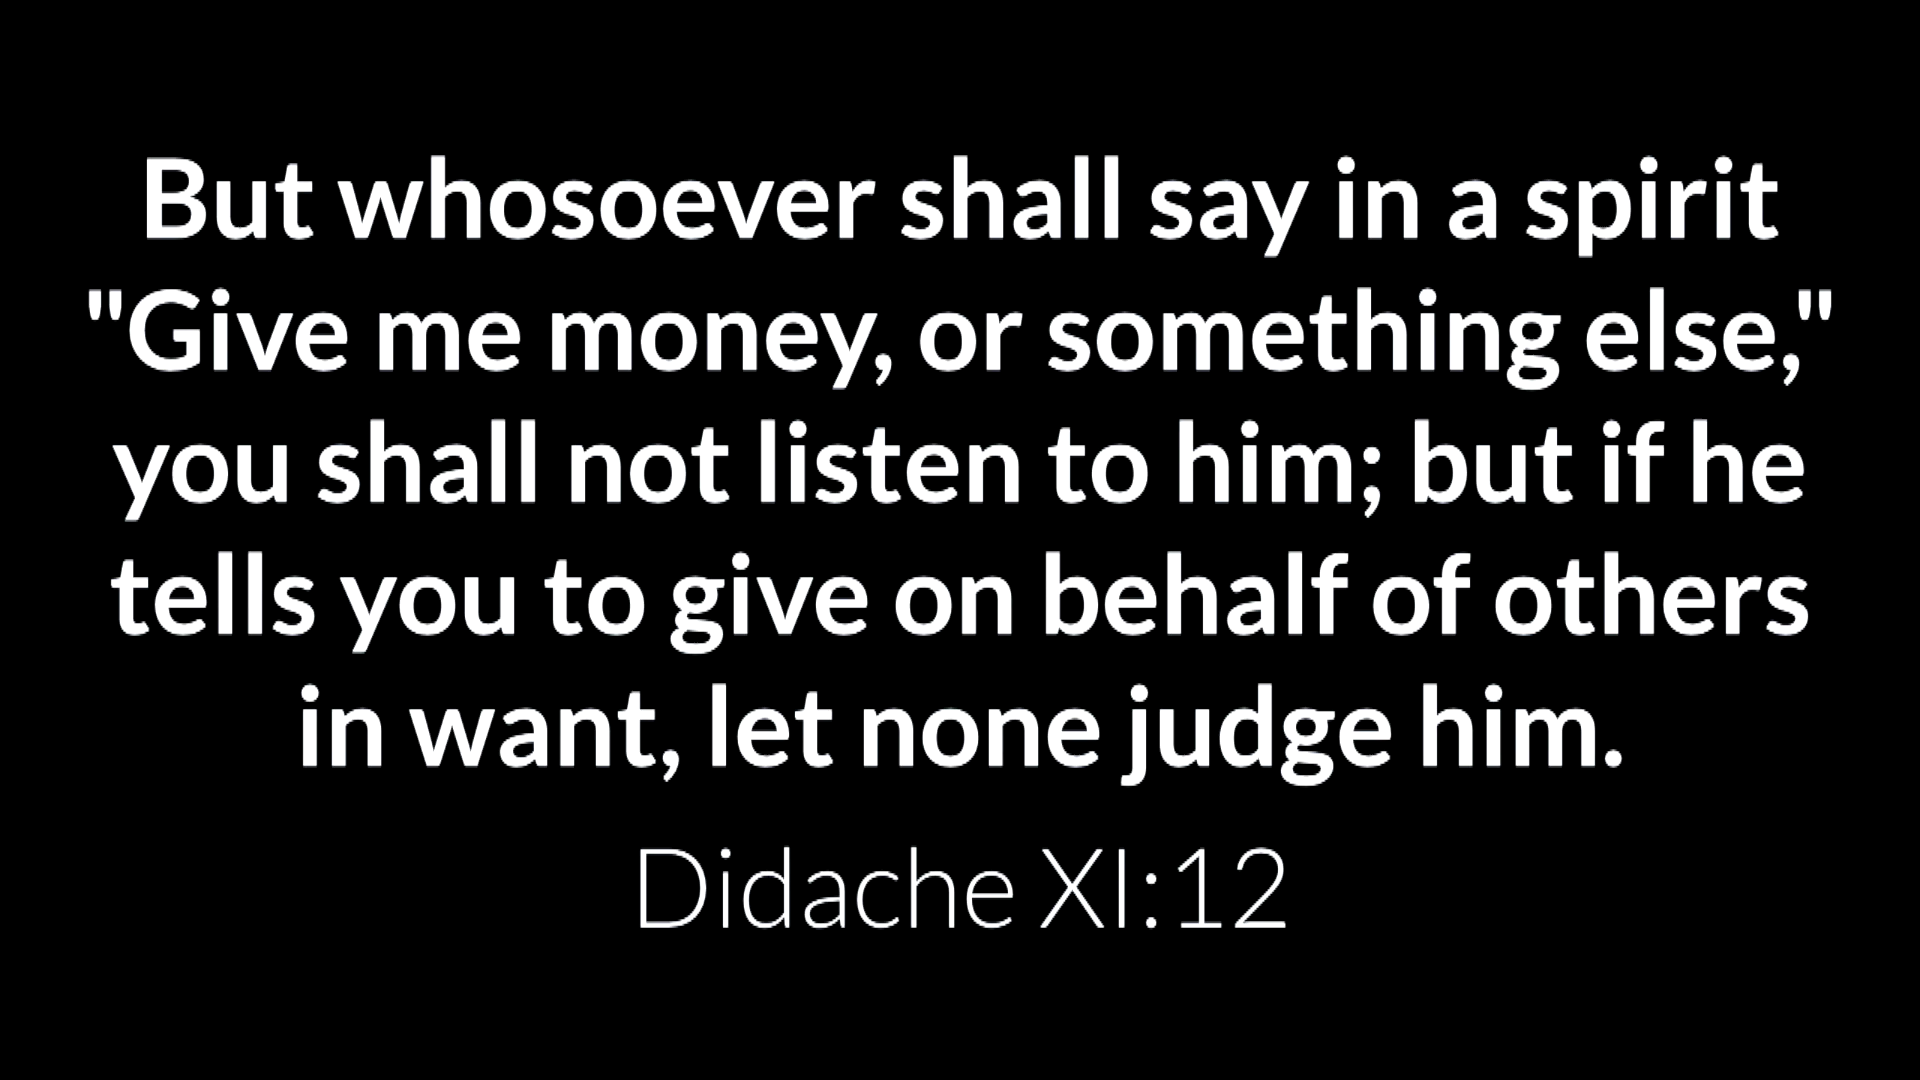 But whosoever shall say in a spirit
"Give me money, or something else,"
you shall not listen to him; but if he
tells you to give on behalf of others
in want, let none judge him.
Didache XI:12